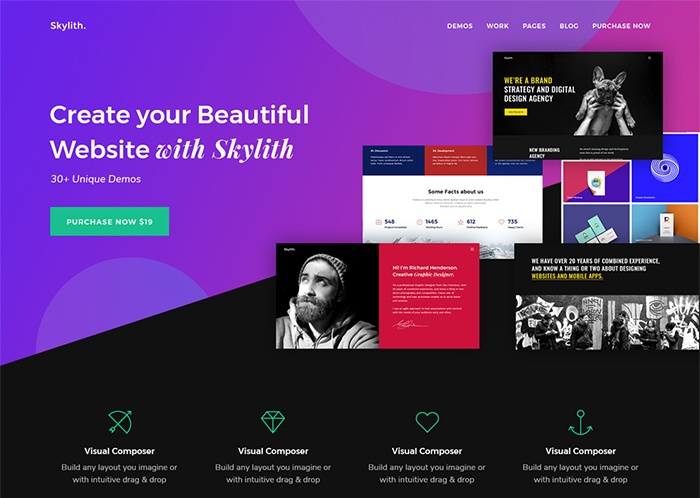 Skylith.
DEMOS
WORK
PAGES
BLOG
PURCHASE NOW
Create your Beautiful
Website with Skylith
30+ Unique Demos
PURCHASE NOW $19
WE'RE A BRAND
STRATEGY AND DIGITAL
DESIGN AGENCY
NEW BRANDING
AGENCY
Some Facts about us
548
1465
612
735
Skylith.
Hi! I'm Richard Henderson.
Creative Graphic Designer.
WE HAVE OVER 20 YEARS OF COMBINED EXPERIENCE,
AND KNOW A THING OR TWO ABOUT DESIGNING
WEBSITES AND MOBILE APPS.
Visual Composer
Build any layout you imagine or
with intuitive drag & drop
Visual Composer
Build any layout you imagine or
with intuitive drag & drop
Visual Composer
Build any layout you imagine or
with intuitive drag & drop
Visual Composer
Build any layout you imagine or
with intuitive drag & drop